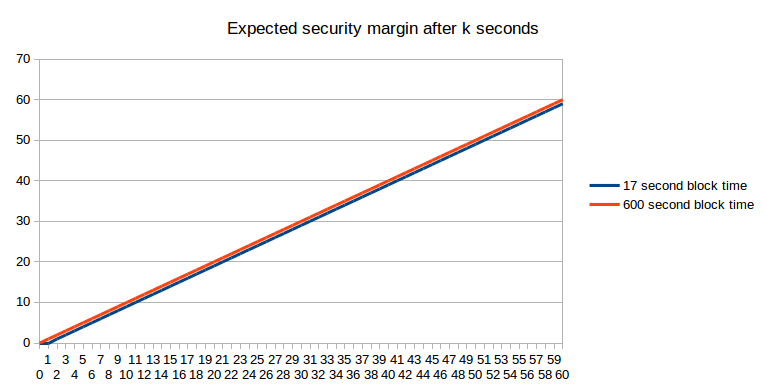 Expected security margin after k seconds
70
60
50
40
30
20
10
0
17 second block time
600 second block time
1 3 5 7 9 11 13 15 17 19 21 23 25 27 29 31 33 35 37 39 41 43 45 47 49 51 53 55 57 59
0 2 4 6 8 10 12 14 16 18 20 22 24 26 28 30 32 34 36 38 40 42 44 46 48 50 52 54 56 58 60